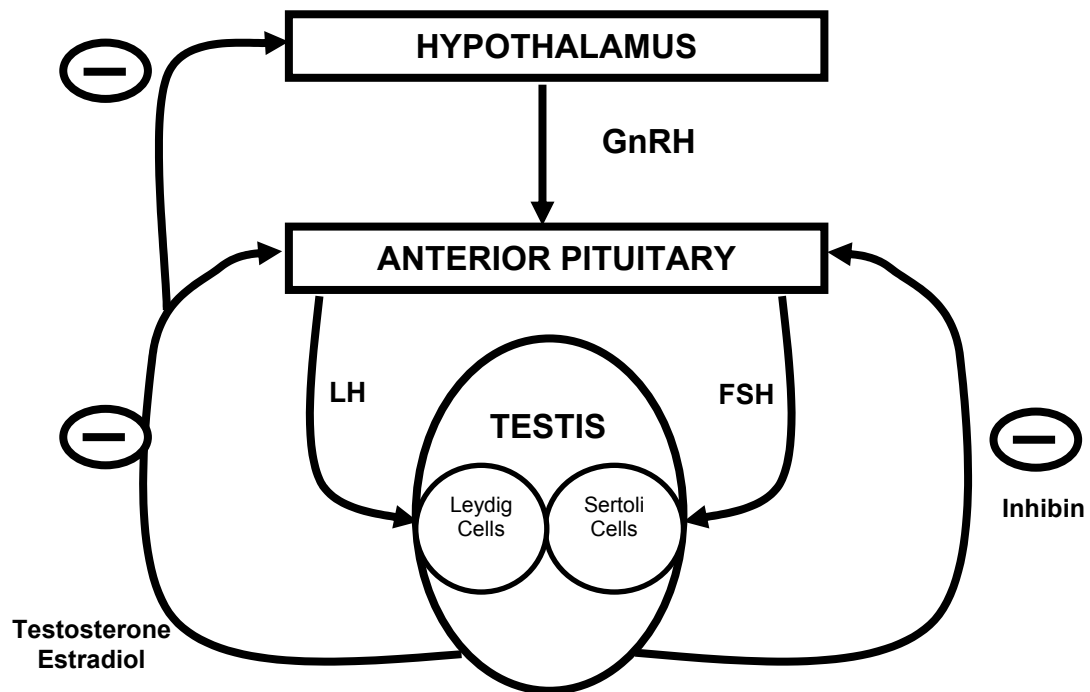 HYPOTHALAMUS
GnRH
ANTERIOR PITUITARY
LH
FSH
TESTIS
Leydig
Cells
Sertoli
Cells
Inhibin
Testosterone
Estradiol